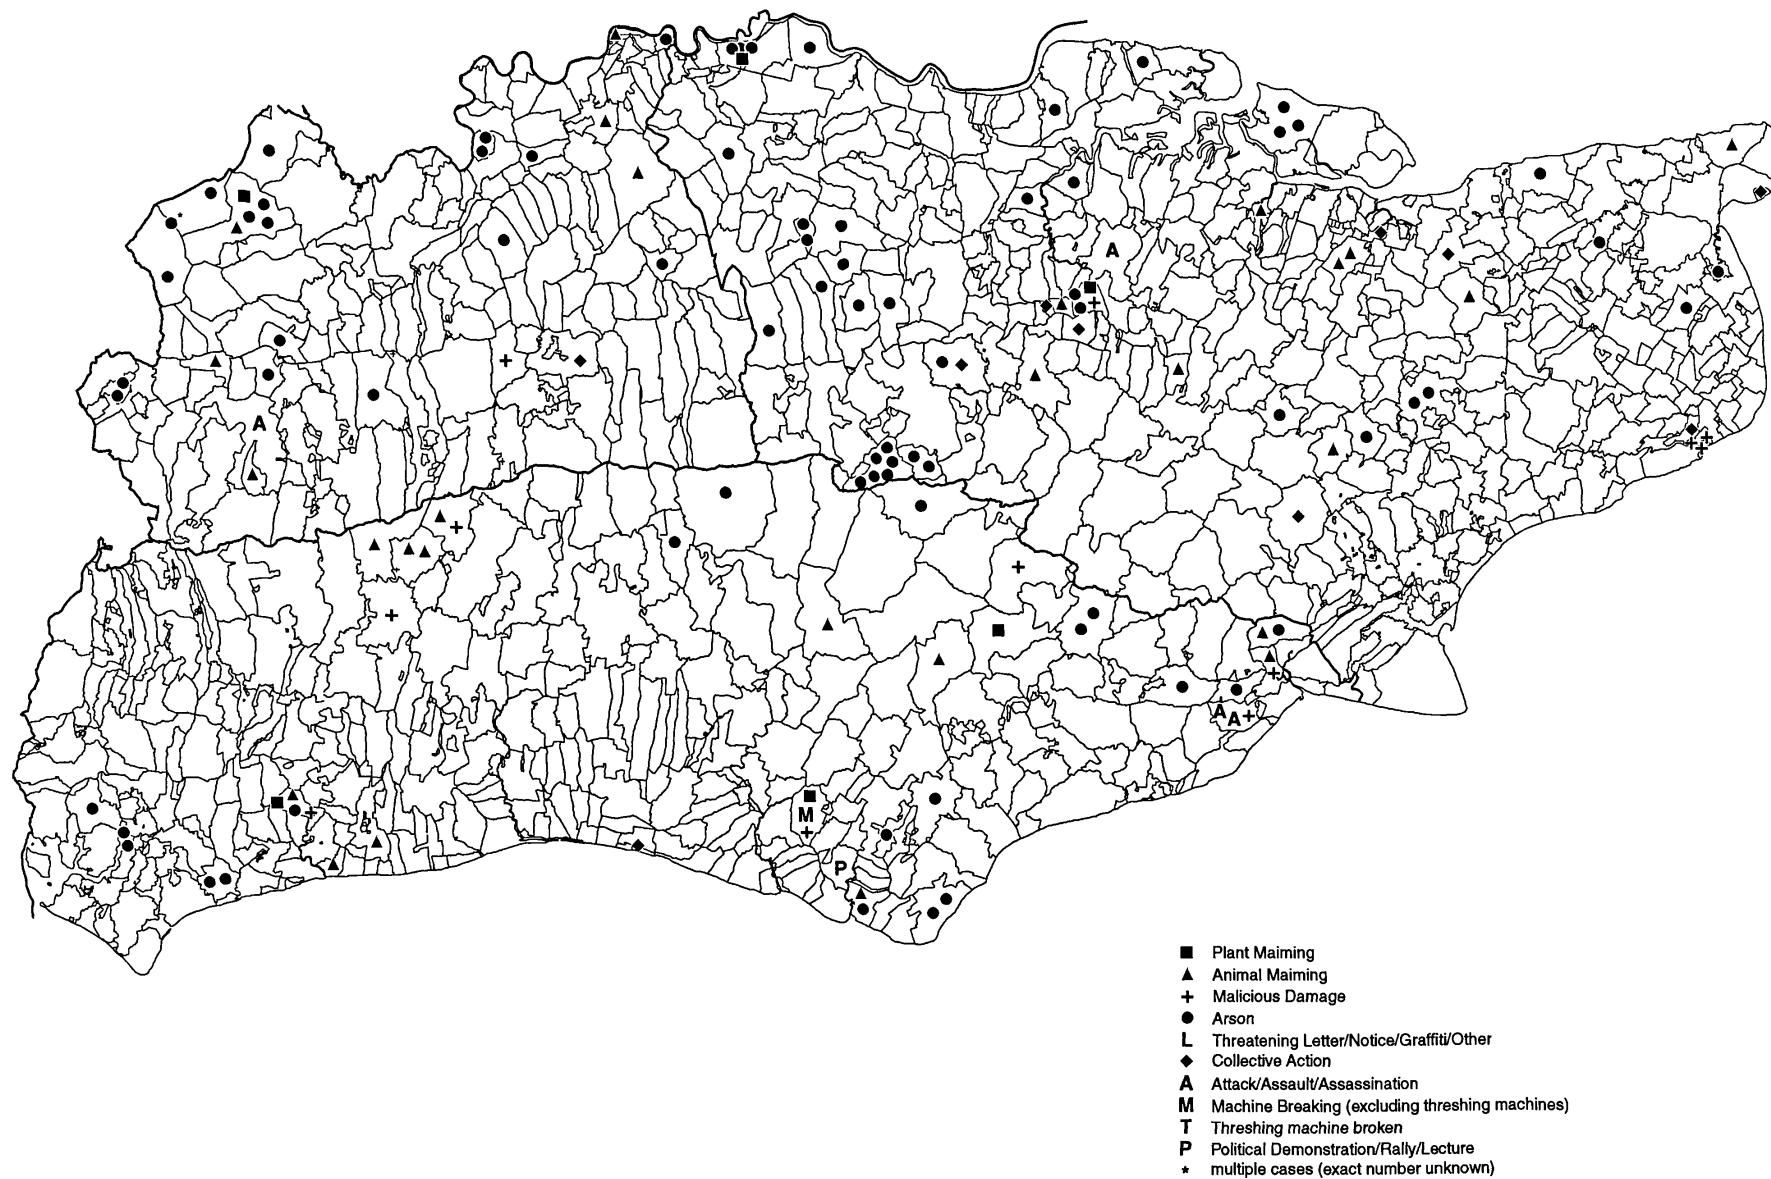 A
A
A
A
M
P
Plant Maiming
Animal Maiming
Malicious Damage
Arson
L Threatening Letter/Notice/Graffiti/Other
Collective Action
A Attack/Assault/Assassination
M Machine Breaking (excluding threshing machines)
T Threshing machine broken
P Political Demonstration/Rally/Lecture
* multiple cases (exact number unknown)